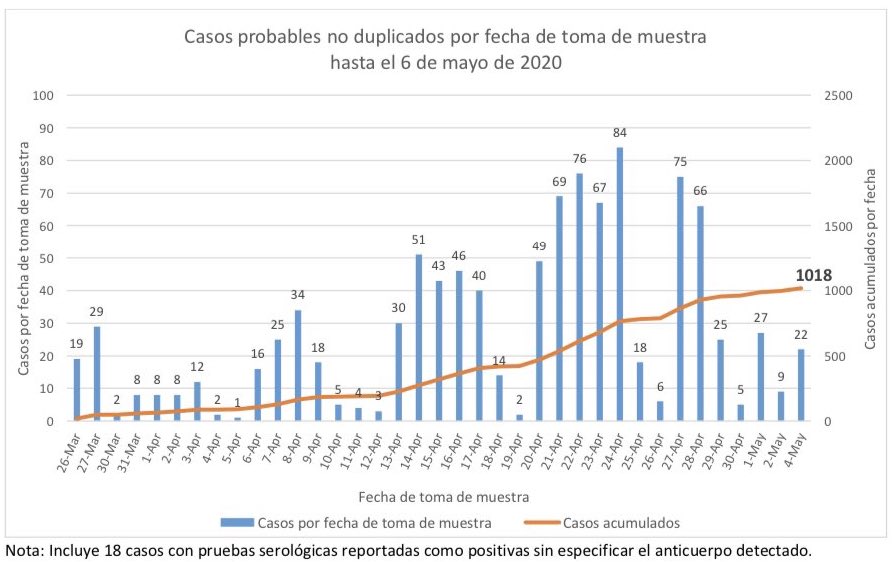 Casos probables no duplicados por fecha de toma de muestra
hasta el 6 de mayo de 2020
Casos por fecha de toma de muestra
100
90
80
70
60
50
40
30
20
10
0
19
29
2
8
8
8
12
2
1
16
25
34
18
5
4
3
30
51
43
46
40
14
2
49
69
76
67
84
18
6
75
66
25
5
27
9
22
1018
2500
2000
1500
1000
500
0
Casos acumulados por fecha
26-Mar
27-Mar
30-Mar
31-Mar
1-Apr
2-Apr
3-Apr
4-Apr
5-Apr
6-Apr
7-Apr
8-Apr
9-Apr
10-Apr
11-Apr
12-Apr
13-Apr
14-Apr
15-Apr
16-Apr
17-Apr
18-Apr
19-Apr
20-Apr
21-Apr
22-Apr
23-Apr
24-Apr
25-Apr
26-Apr
27-Apr
28-Apr
29-Apr
30-Apr
1-May
2-May
4-May
Fecha de toma de muestra
Casos por fecha de toma de muestra
Casos acumulados
Nota: Incluye 18 casos con pruebas serológicas reportadas como positivas sin especificar el anticuerpo detectado.